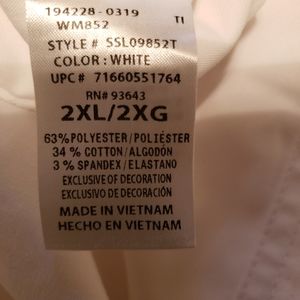 194228-0319
WM852 TI
STYLE # SSL09852T
COLOR: WHITE
UPC# 71660551764
RN# 93643
2XL/2XG
63%POLYESTER/POLIÉSTER
34 % COTTON/ALGODÓN
3 % SPANDEX/ELASTANO
EXCLUSIVE OF DECORATION
EXCLUSIVO DE DECORACIÓN
MADE IN VIETNAM
HECHO EN VIETNAM